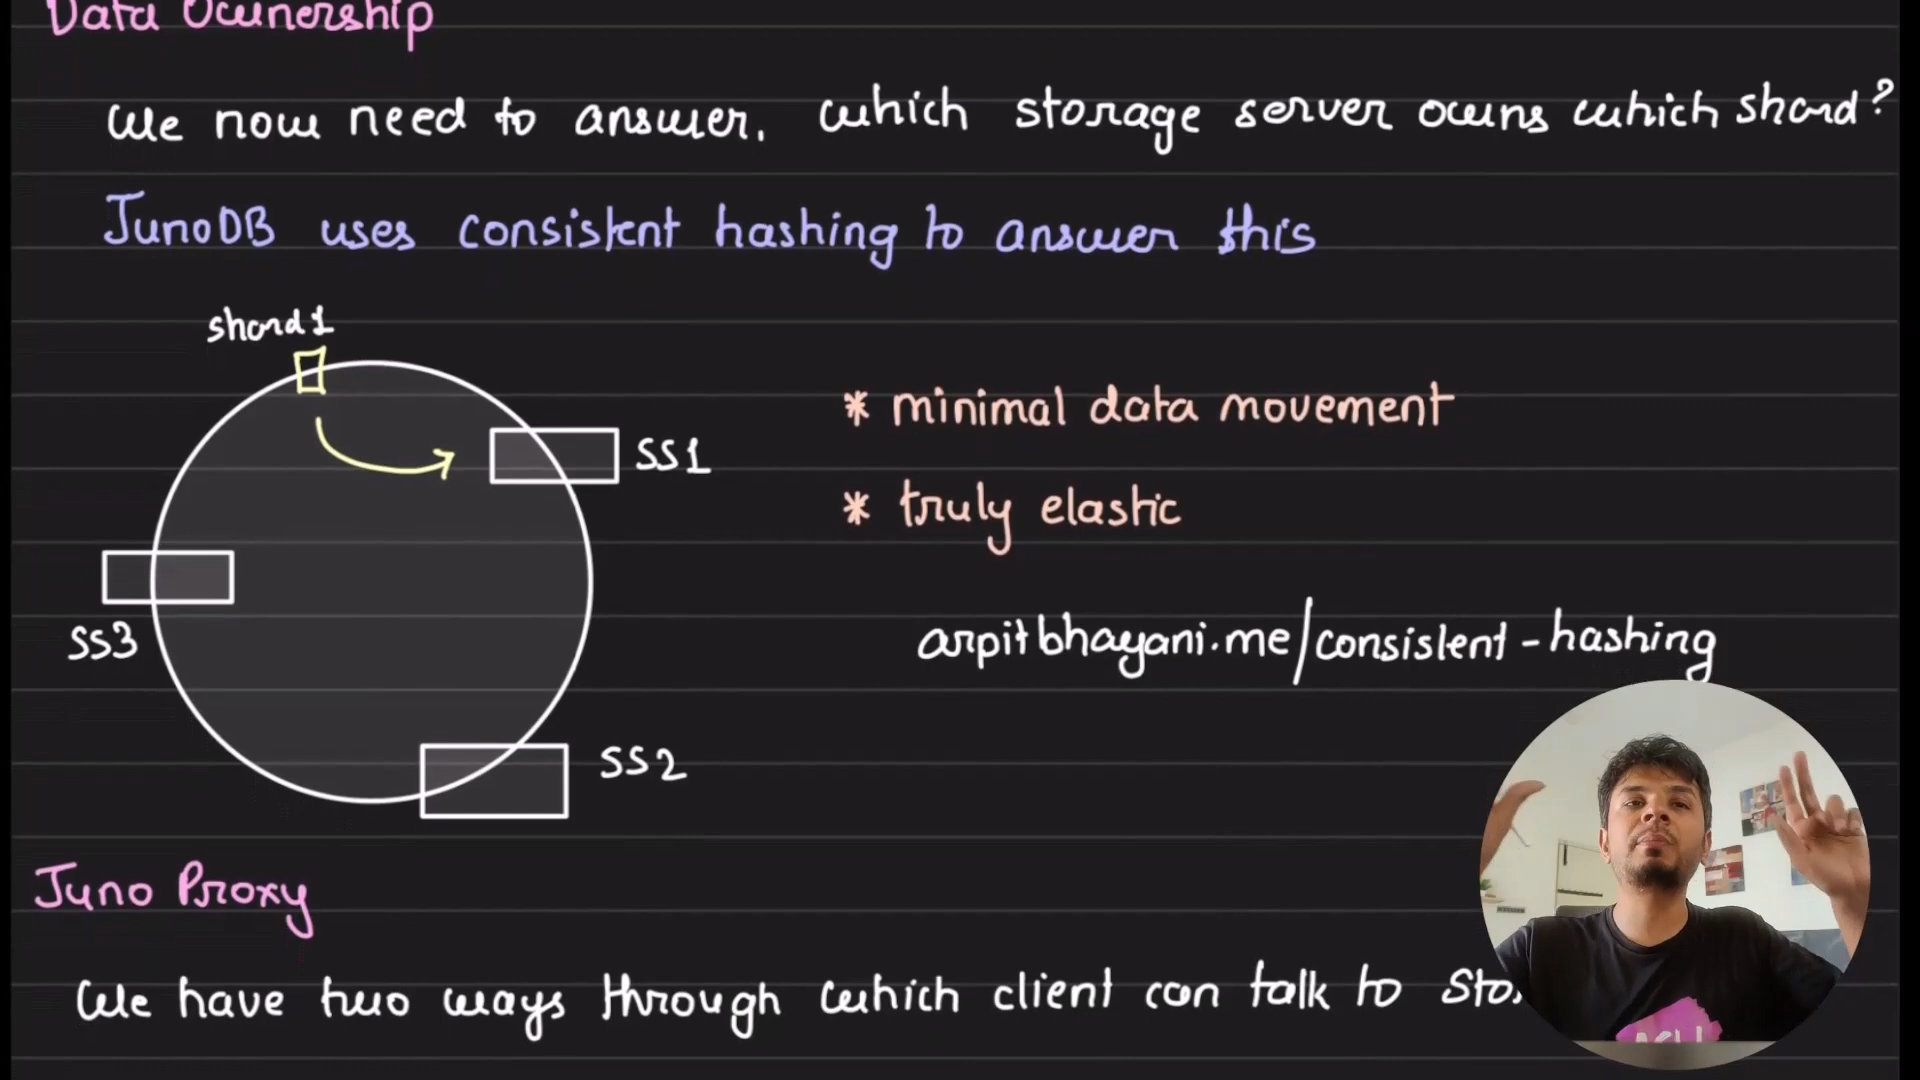 Data Ownership
We now need to answer. which storage server owns which shard?
JunoDB uses consistent hashing to answer this
shard1
SS1
* minimal data movement
* truly elastic
SS3
arpitbhayani.me/consistent-hashing
SS2
Juno Proxy
We have two ways through which client can talk to